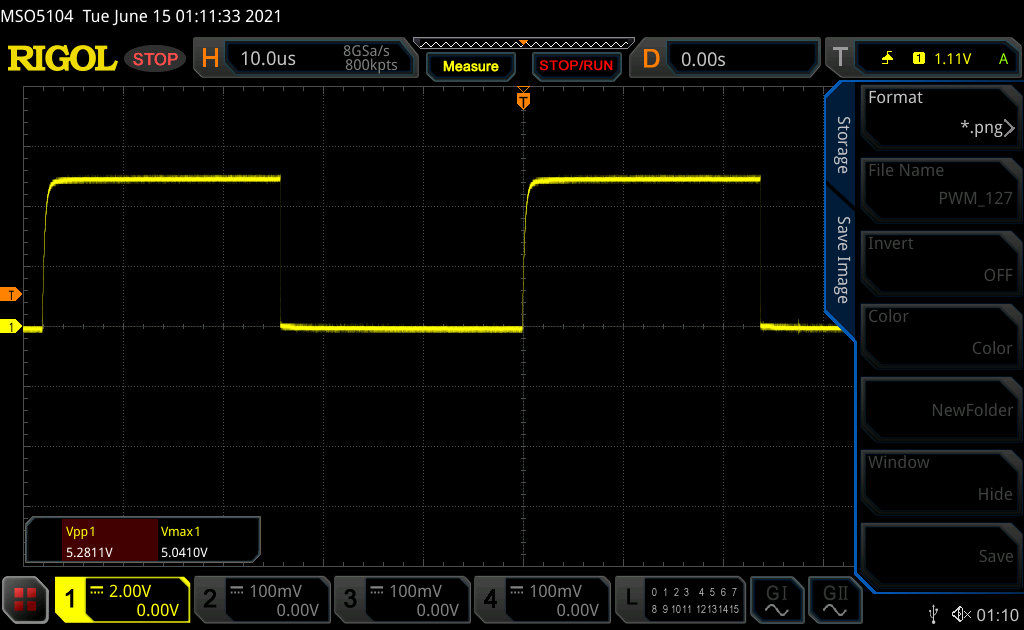 MSO5104 Tue June 15 01:11:33 2021
RIGOL STOP H 10.0us 8GSa/s 800kpts Measure STOP/RUN D 0.00s T 1 1.11V A
T
Storage
Save Image
Format
*.png
File Name
PWM_127
Invert
OFF
Color
Color
NewFolder
Window
Hide
Save
T
1
Vpp1 Vmax1
5.2811V 5.0410V
1 2.00V 0.00V
2 100mV 0.00V
3 100mV 0.00V
4 100mV 0.00V
L 0 1 2 3 4 5 6 7
8 9 10 11 12 13 14 15
GI GII
01:10